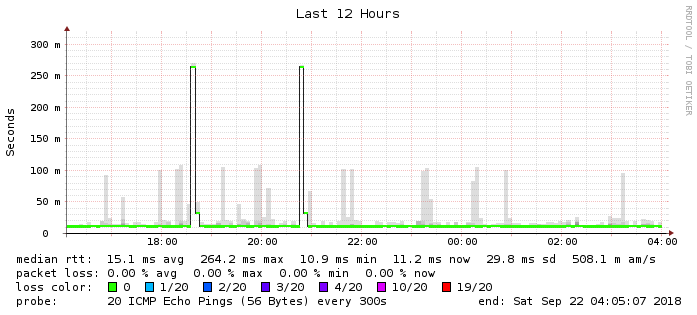 Last 12 Hours
RRDTOOL / TOBI OETIKER
Seconds
300 m
250 m
200 m
150 m
100 m
50 m
0
18:00 20:00 22:00 00:00 02:00 04:00
median rtt: 15.1 ms avg 264.2 ms max 10.9 ms min 11.2 ms now 29.8 ms sd 508.1 m am/s
packet loss: 0.00 % avg 0.00 % max 0.00 % min 0.00 % now
loss color: 0 1/20 2/20 3/20 4/20 10/20 19/20
probe: 20 ICMP Echo Pings (56 Bytes) every 300s end: Sat Sep 22 04:05:07 2018